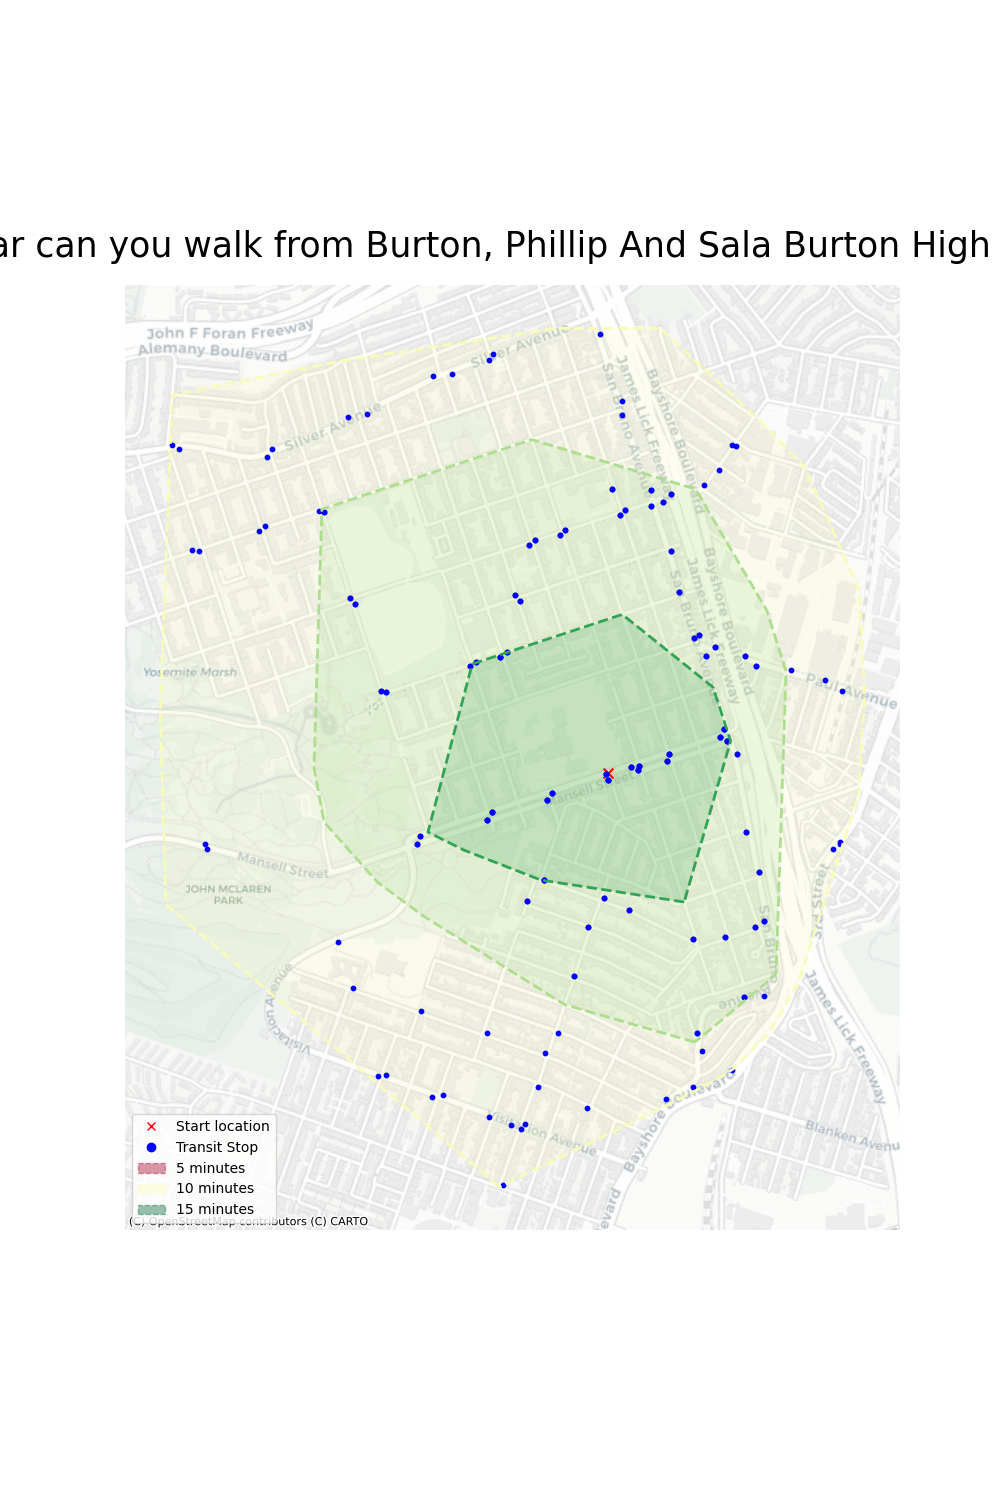 ar can you walk from Burton, Phillip And Sala Burton High
John F Foran Freeway
Alemany Boulevard
Silver Avenue
Silver Avenue
San Bruno Avenue
James Lick Freeway
Bayshore Boulevard
San Bruno Avenue
James Lick Freeway
Bayshore Boulevard
Yosemite Marsh
Paul Avenue
Yo
Mansell Street
Mansell Street
JOHN MCLAREN
PARK
3rd Street
San Bruno Avenue
Visitacion Avenue
James Lick Freeway
Visitacion Avenue
Bayshore Boulevard
Blanken Avenu
evard
Start location
Transit Stop
5 minutes
10 minutes
15 minutes
(C) OpenStreetMap contributors (C) CARTO